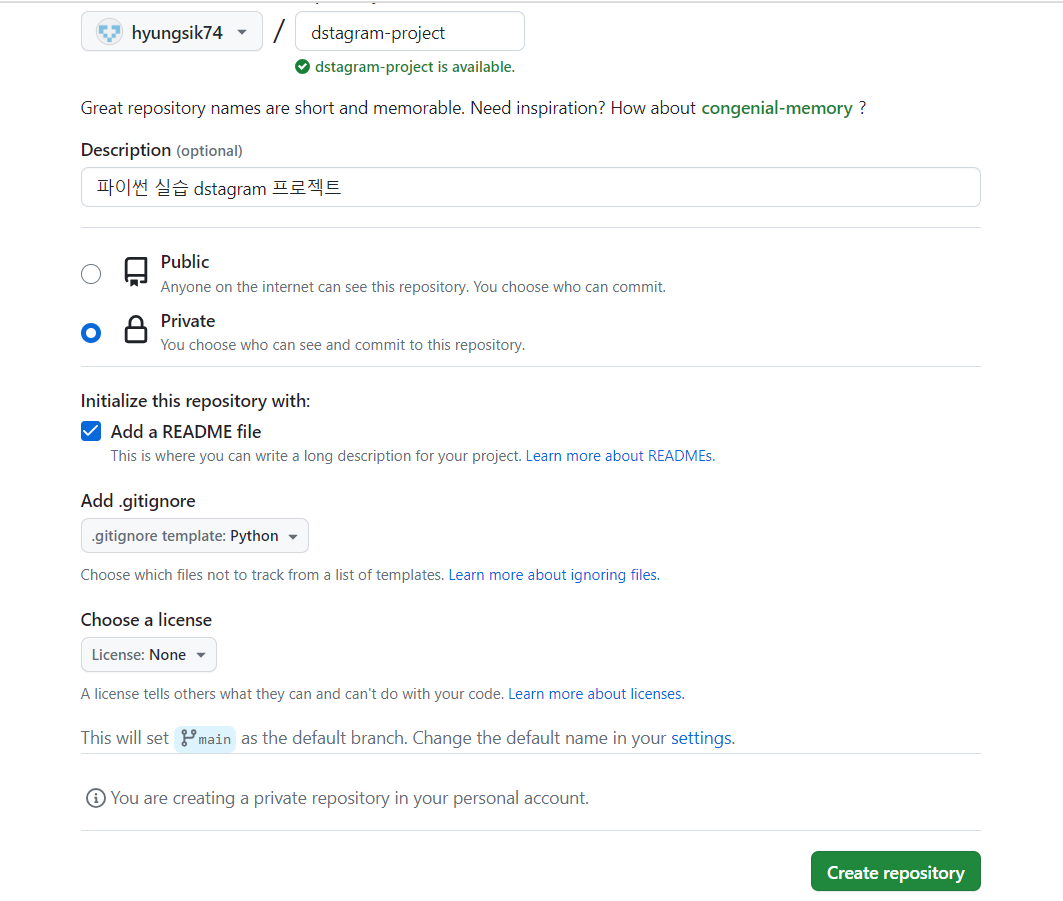 hyungsik74 / dstagram-project
dstagram-project is available.
Great repository names are short and memorable. Need inspiration? How about congenial-memory ?
Description (optional)
파이썬 실습 dstagram 프로젝트
Public
Anyone on the internet can see this repository. You choose who can commit.
Private
You choose who can see and commit to this repository.
Initialize this repository with:
Add a README file
This is where you can write a long description for your project. Learn more about READMEs.
Add .gitignore
.gitignore template: Python
Choose which files not to track from a list of templates. Learn more about ignoring files.
Choose a license
License: None
A license tells others what they can and can't do with your code. Learn more about licenses.
This will set main as the default branch. Change the default name in your settings.
You are creating a private repository in your personal account.
Create repository